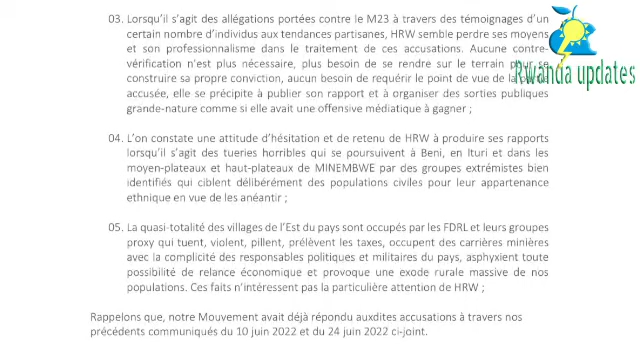 03. Lorsqu'il s'agit des allégations portées contre le M23 à travers des témoignages d'un
certain nombre d'individus aux tendances partisanes, HRW semble perdre ses moyens
et son professionnalisme dans le traitement de ces accusations. Aucune contre-
vérification n'est plus nécessaire, plus besoin de se rendre sur le terrain pour se
construire sa propre conviction, aucun besoin de requérir le point de vue de la partie
accusée, elle se précipite à publier son rapport et à organiser des sorties publiques
grande-nature comme si elle avait une offensive médiatique à gagner ;
Rwanda updates
04. L'on constate une attitude d'hésitation et de retenu de HRW à produire ses rapports
lorsqu'il s'agit des tueries horribles qui se poursuivent à Beni, en Ituri et dans les
moyen-plateaux et haut-plateaux de MINEMBWE par des groupes extrémistes bien
identifiés qui ciblent délibérément des populations civiles pour leur appartenance
ethnique en vue de les anéantir ;
05. La quasi-totalité des villages de l'Est du pays sont occupés par les FDRL et leurs groupes
proxy qui tuent, violent, pillent, prélèvent les taxes, occupent des carrières minières
avec la complicité des responsables politiques et militaires du pays, asphyxient toute
possibilité de relance économique et provoque une exode rurale massive de nos
populations. Ces faits n'intéressent pas la particulière attention de HRW ;
Rappelons que, notre Mouvement avait déjà répondu auxdites accusations à travers nos
précédents communiqués du 10 juin 2022 et du 24 juin 2022 ci-joint.